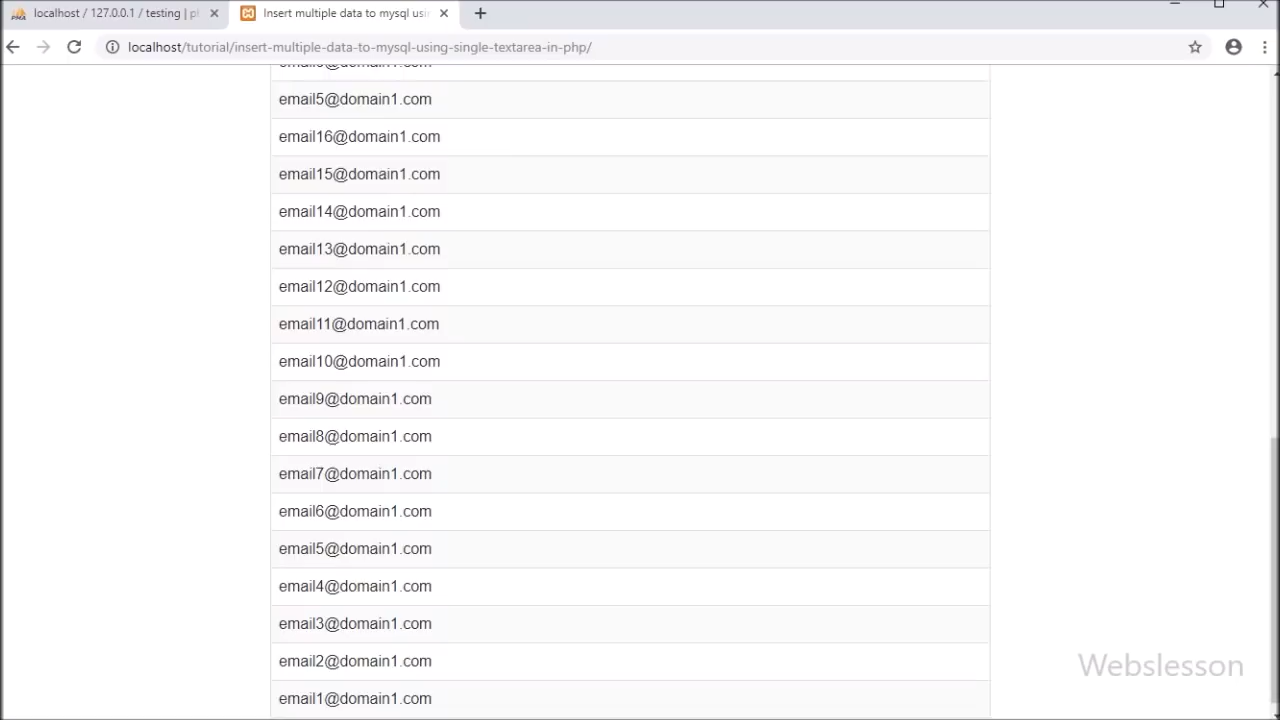 localhost / 127.0.0.1 / testing | p
Insert multiple data to mysql usin
localhost/tutorial/insert-multiple-data-to-mysql-using-single-textarea-in-php/
email5@domain1.com
email16@domain1.com
email15@domain1.com
email14@domain1.com
email13@domain1.com
email12@domain1.com
email11@domain1.com
email10@domain1.com
email9@domain1.com
email8@domain1.com
email7@domain1.com
email6@domain1.com
email5@domain1.com
email4@domain1.com
email3@domain1.com
email2@domain1.com
email1@domain1.com
Webslesson